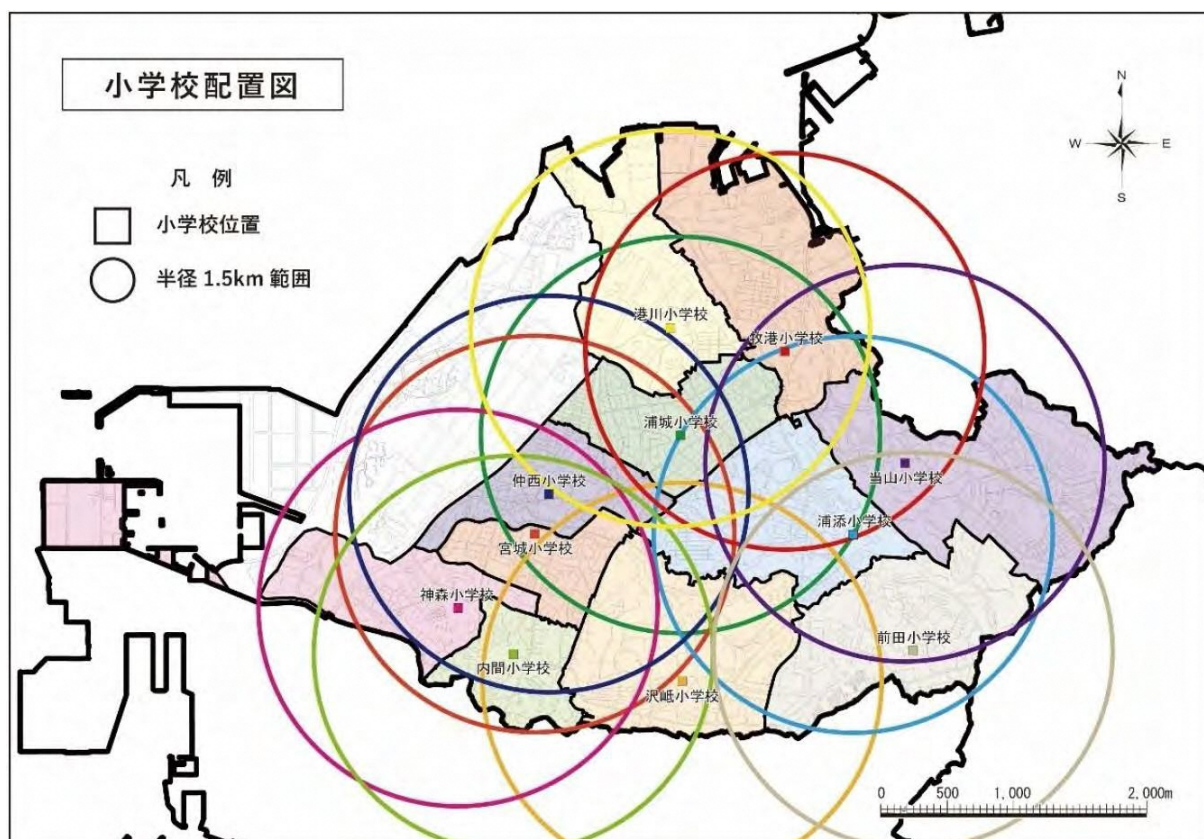 小学校配置図
N
W
E
S
凡 例
小学校位置
半径 1.5km 範囲
港川小学校
牧港小学校
浦城小学校
当山小学校
仲西小学校
浦添小学校
宮城小学校
神森小学校
前田小学校
内間小学校
沢岻小学校
0 500 1,000 2,000m